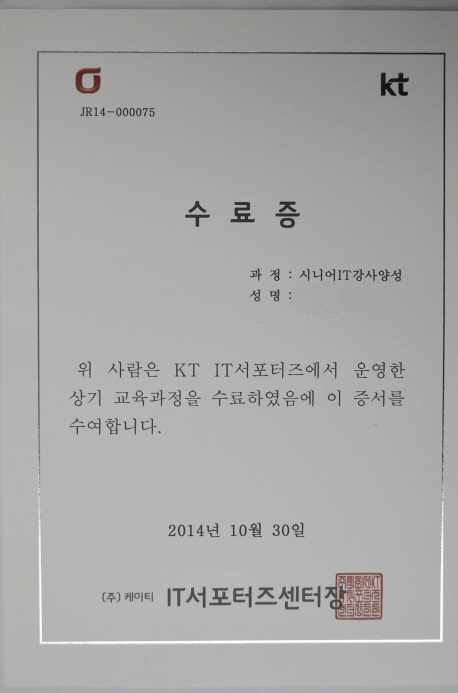 kt
JR14-000075
수 료 증
과 정 : 시니어IT강사양성
성 명 :
위 사람은 KT IT서포터즈에서 운영한
상기 교육과정을 수료하였음에 이 증서를
수여합니다.
2014년 10월 30일
(주) 케이티 IT서포터즈센터장